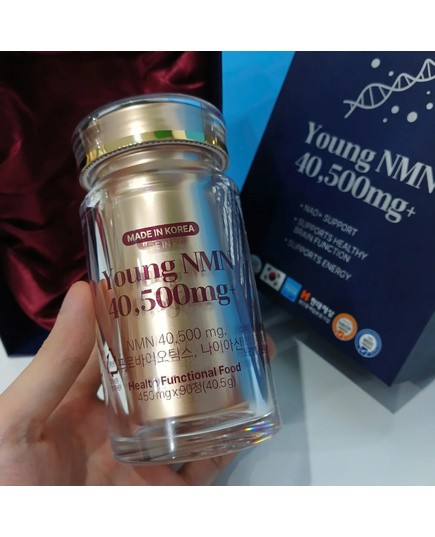 MADE IN KOREA
Young NMN
40,500mg+
NMN 40,500 mg,
프로바이오틱스, 나이아신
Health Functional Food
450mg x 90정(40.5g)
Young NMN
40,500mg+
• NAD+ SUPPORT
• SUPPORTS HEALTHY
BRAIN FUNCTION
• SUPPORTS ENERGY